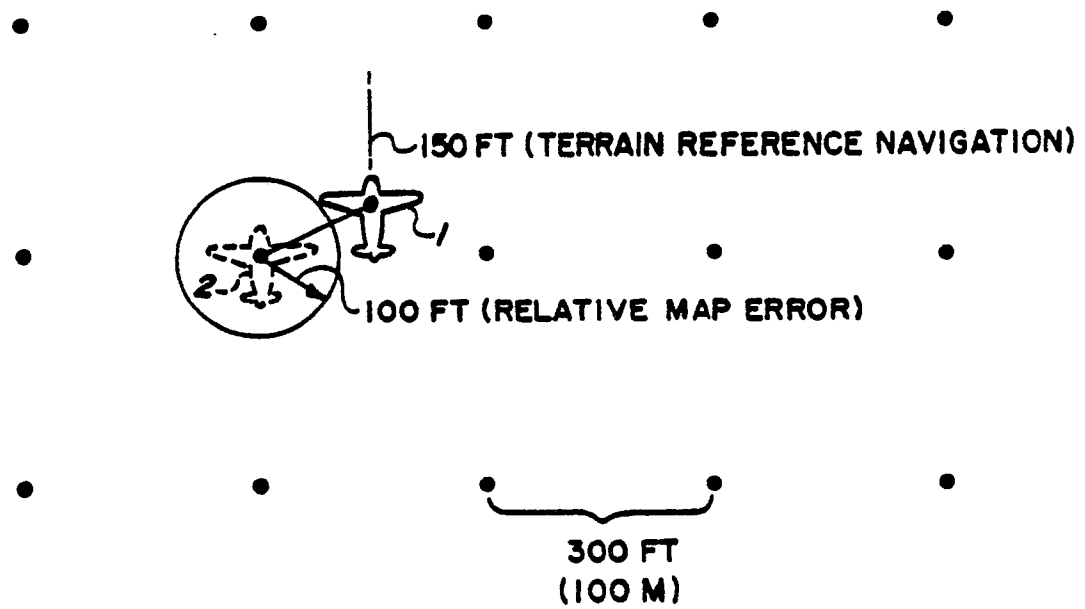 150 FT (TERRAIN REFERENCE NAVIGATION)
1
2
100 FT (RELATIVE MAP ERROR)
300 FT
(100 M)